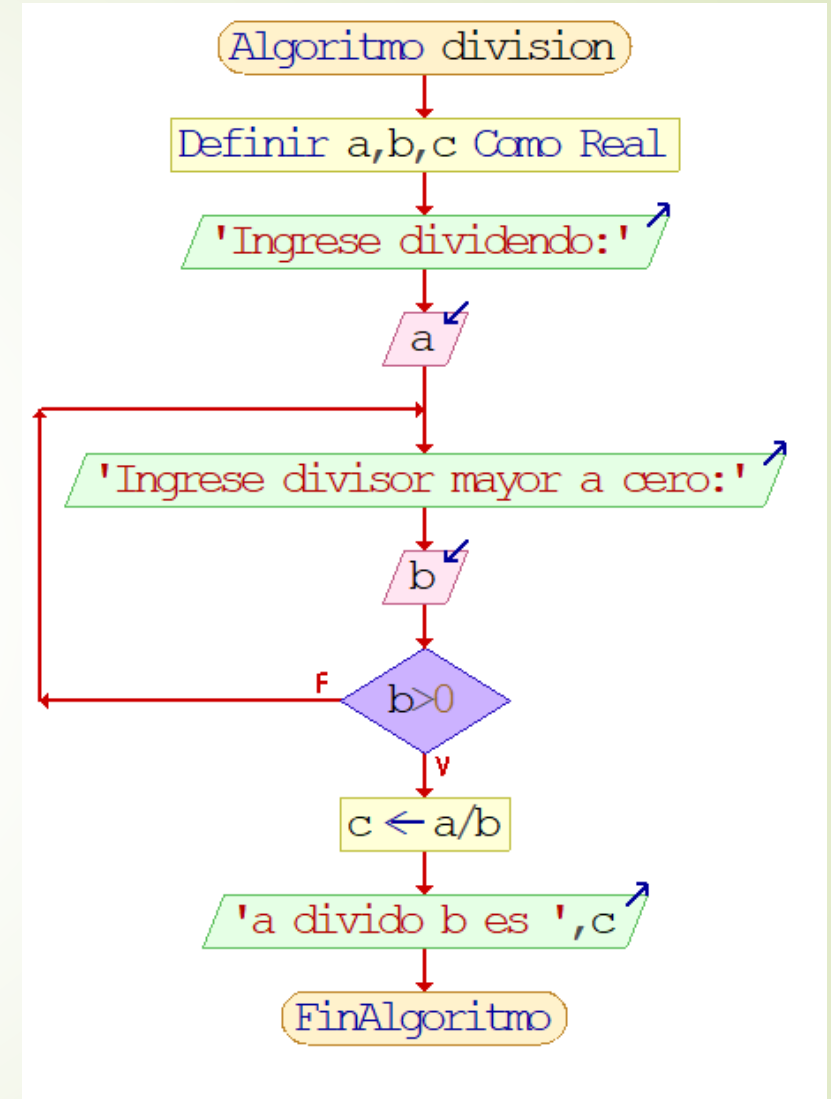 Algoritmo division
Definir a,b,c Como Real
'Ingrese dividendo:'
a
'Ingrese divisor mayor a cero:'
b
F
b>0
V
c ← a/b
'a divido b es ',c
FinAlgoritmo